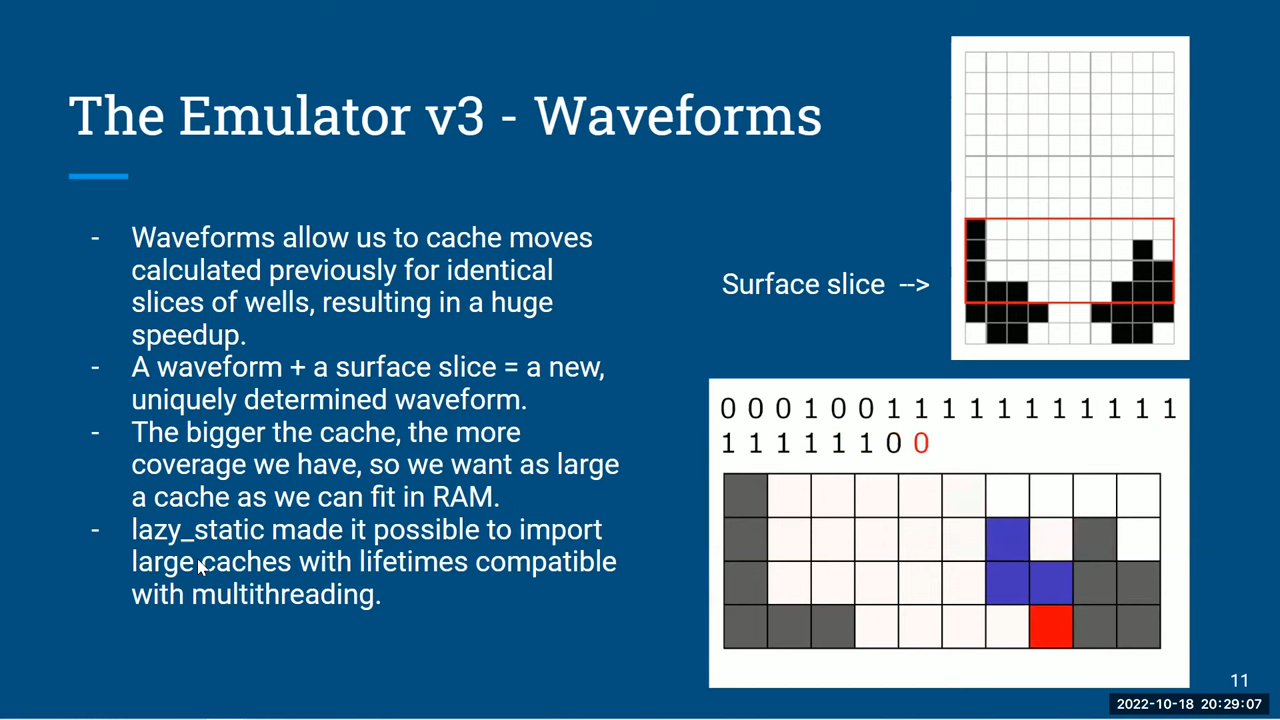 The Emulator v3 - Waveforms
- Waveforms allow us to cache moves
calculated previously for identical
slices of wells, resulting in a huge
speedup.
- A waveform + a surface slice = a new,
uniquely determined waveform.
- The bigger the cache, the more
coverage we have, so we want as large
a cache as we can fit in RAM.
- lazy_static made it possible to import
large caches with lifetimes compatible
with multithreading.
Surface slice -->
0 0 0 1 0 0 1 1 1 1 1 1 1 1 1 1 1
1 1 1 1 1 1 0 0
11
2022-10-18 20:29:07